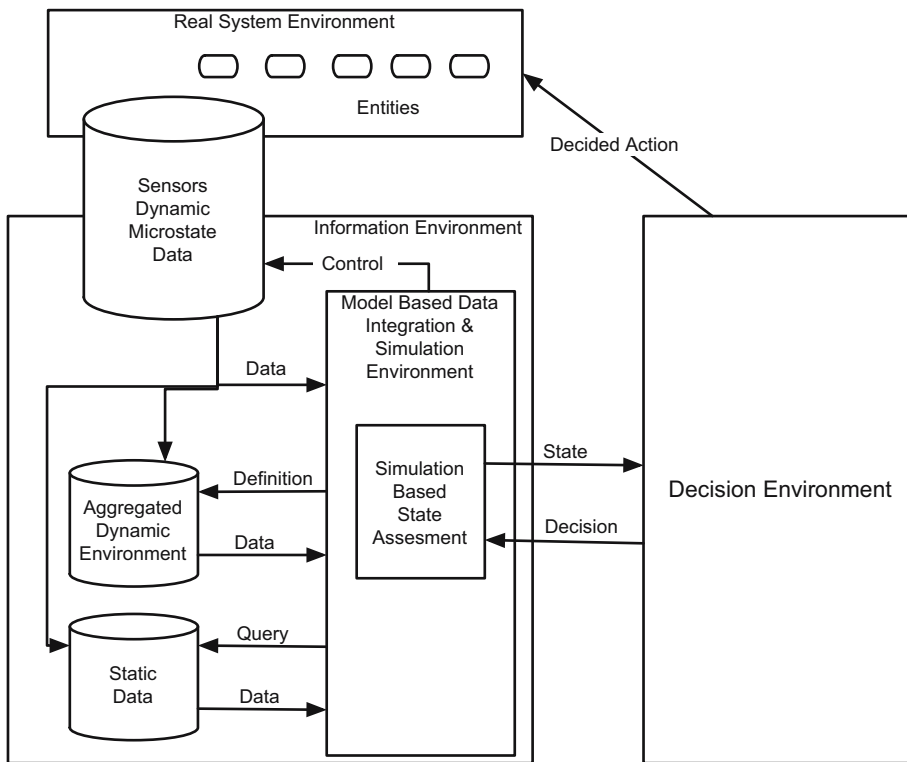 Real System Environment
Entities
Decided Action
Sensors
Dynamic
Microstate
Data
Information Environment
Control
Model Based Data
Integration &
Simulation
Environment
Data
Simulation
Based
State
Assesment
State
Decision
Decision Environment
Definition
Aggregated
Dynamic
Environment
Data
Query
Static
Data
Data